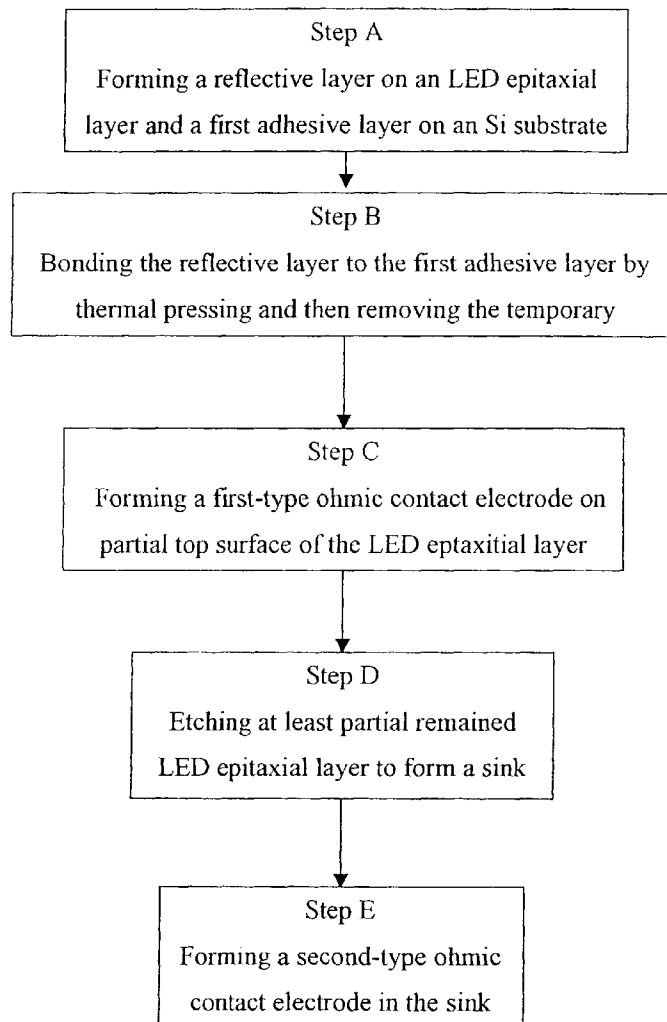 Step A
Forming a reflective layer on an LED epitaxial
layer and a first adhesive layer on an Si substrate
Step B
Bonding the reflective layer to the first adhesive layer by
thermal pressing and then removing the temporary
Step C
Forming a first-type ohmic contact electrode on
partial top surface of the LED eptaxitial layer
Step D
Etching at least partial remained
LED epitaxial layer to form a sink
Step E
Forming a second-type ohmic
contact electrode in the sink